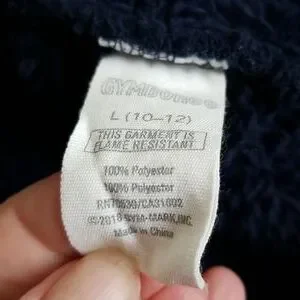 GYMBOREE
L (10-12)
THIS GARMENT IS
FLAME RESISTANT
100% Polyester
100% Polyester
RN70539/CA31002
©2018 GYM-MARK,INC.
Made in China